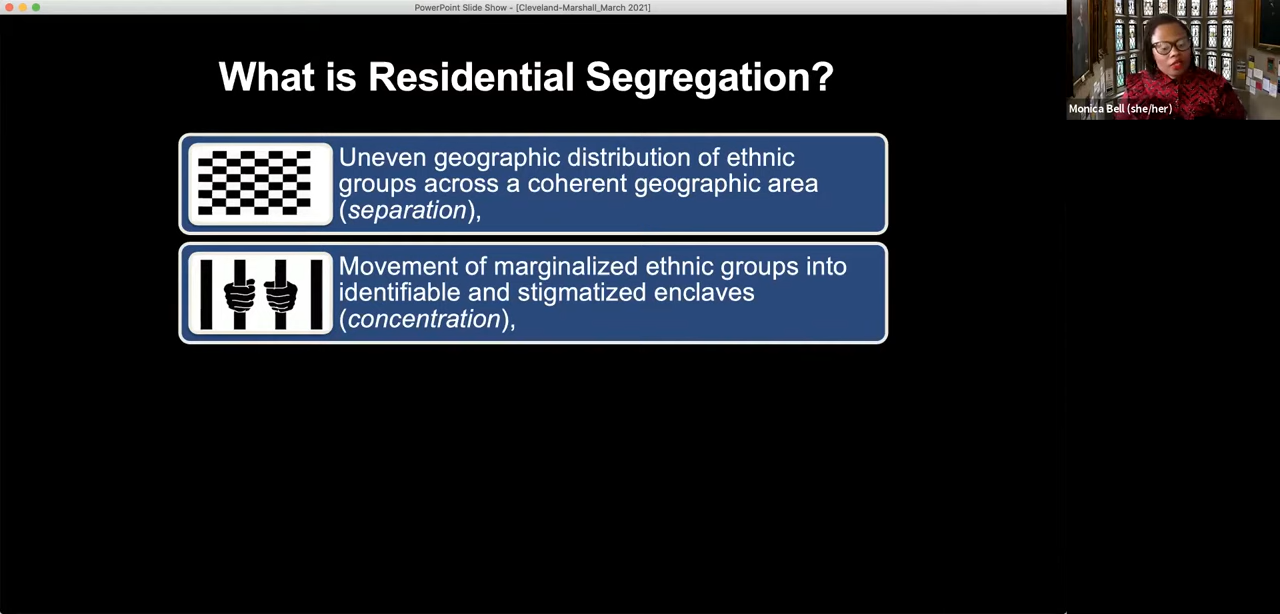 PowerPoint Slide Show - [Cleveland-Marshall_March 2021]
What is Residential Segregation?
Uneven geographic distribution of ethnic
groups across a coherent geographic area
(separation),
Movement of marginalized ethnic groups into
identifiable and stigmatized enclaves
(concentration),
Monica Bell (she/her)